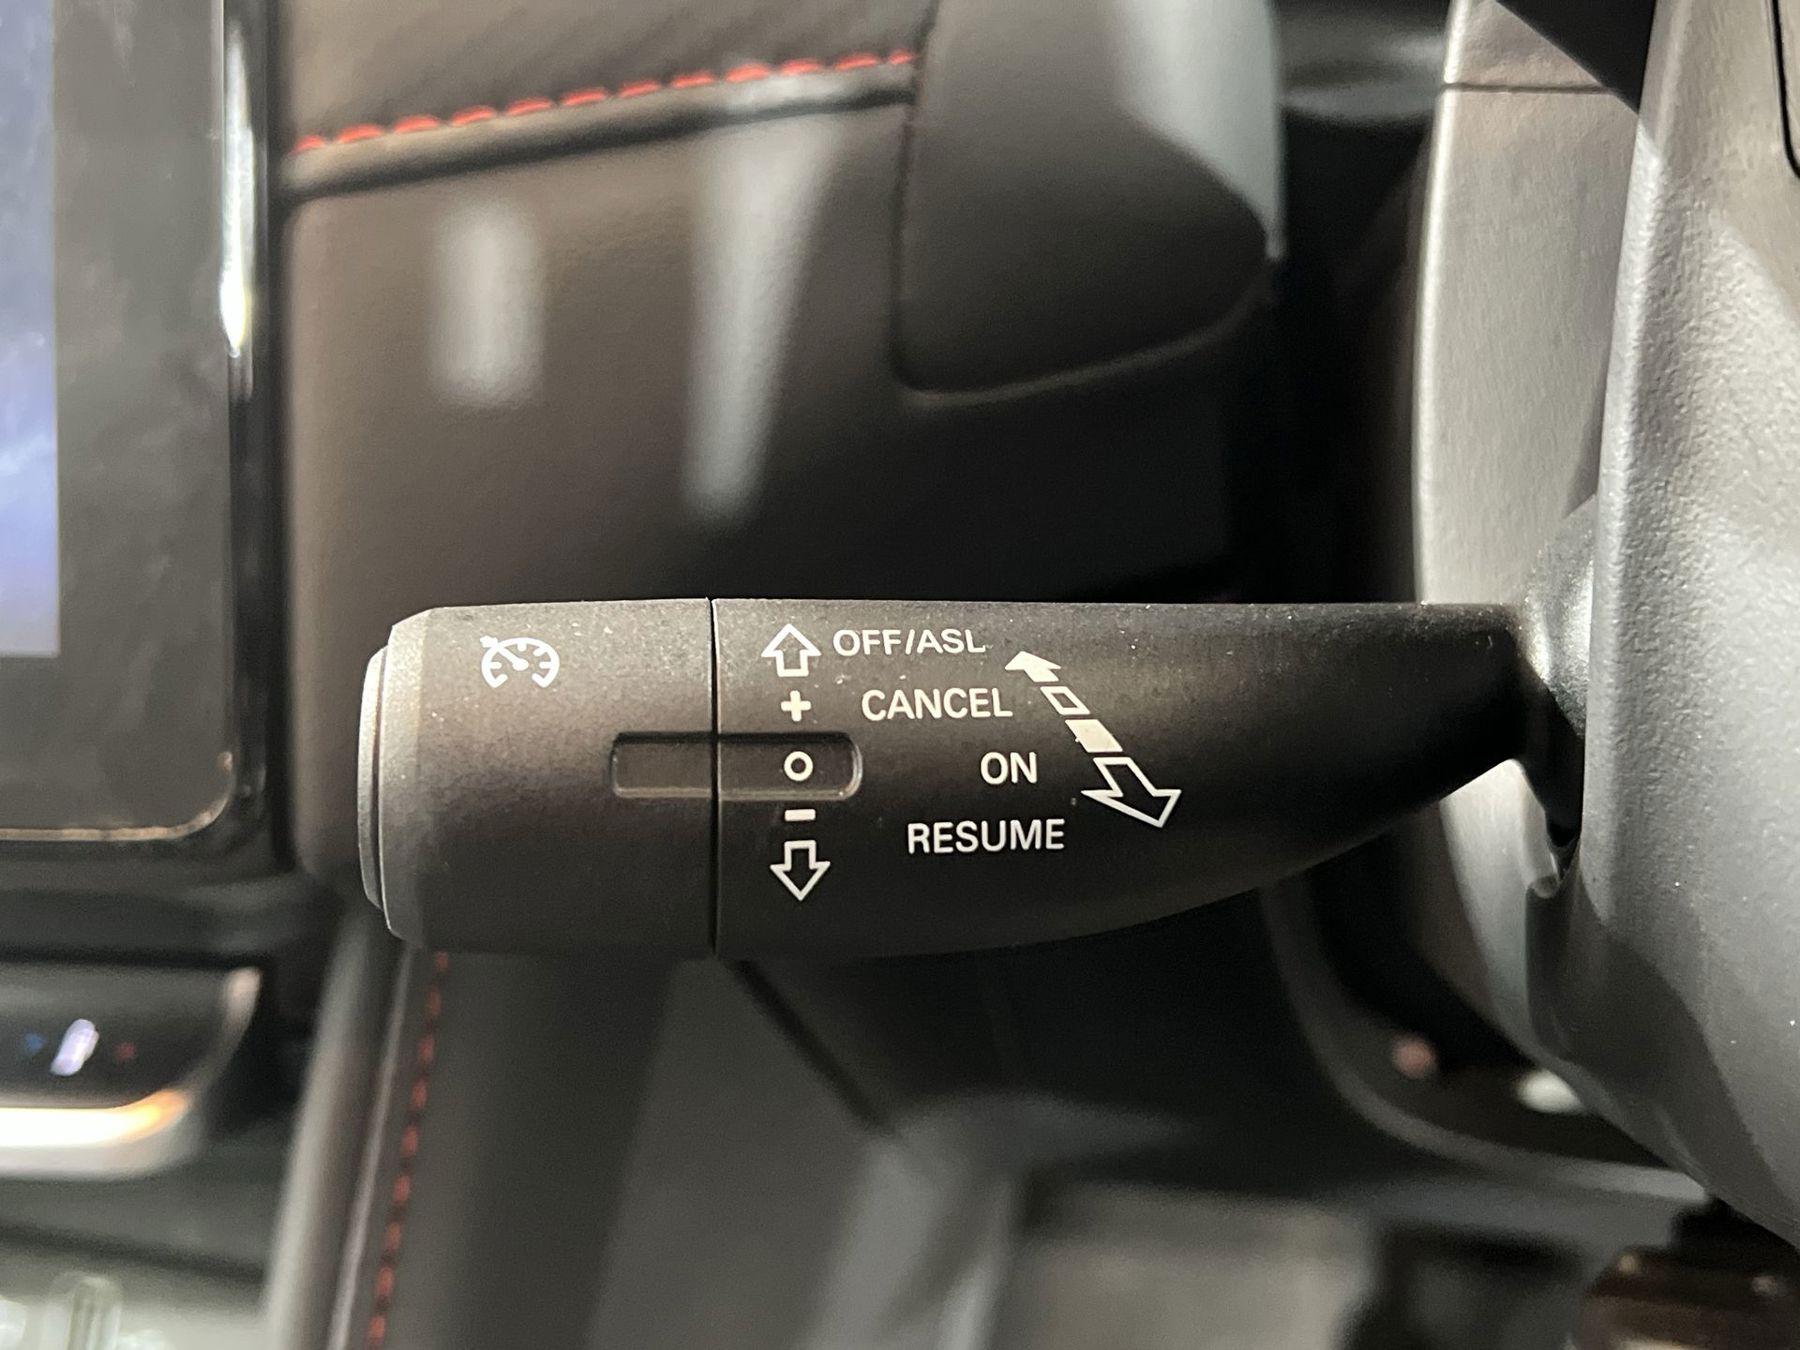 OFF/ASL
+ CANCEL
O ON
- RESUME